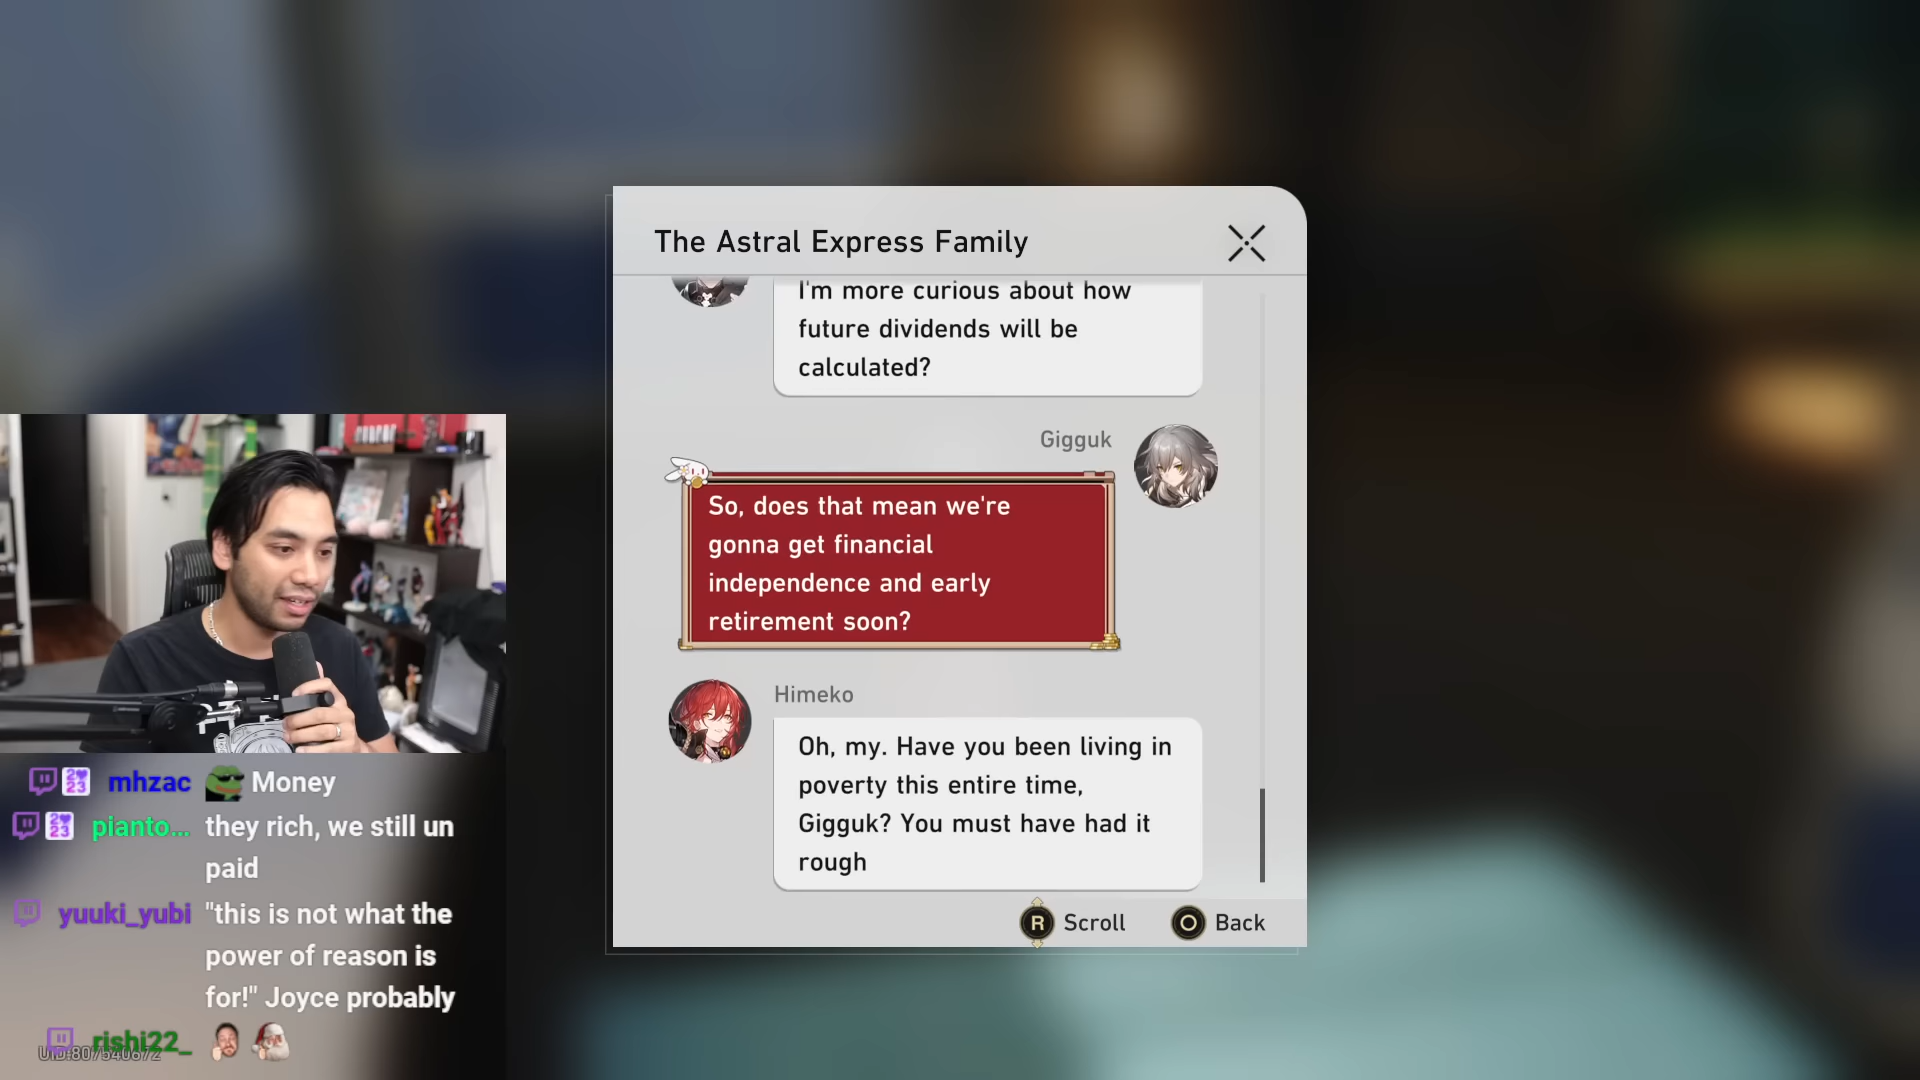 The Astral Express Family
I'm more curious about how
future dividends will be
calculated?
Gigguk
So, does that mean we're
gonna get financial
independence and early
retirement soon?
Himeko
Oh, my. Have you been living in
poverty this entire time,
Gigguk? You must have had it
rough
R Scroll
Back
mhzac Money
pianto... they rich, we still un
paid
yuuki_yubi "this is not what the
power of reason is
for!" Joyce probably
rishi22_